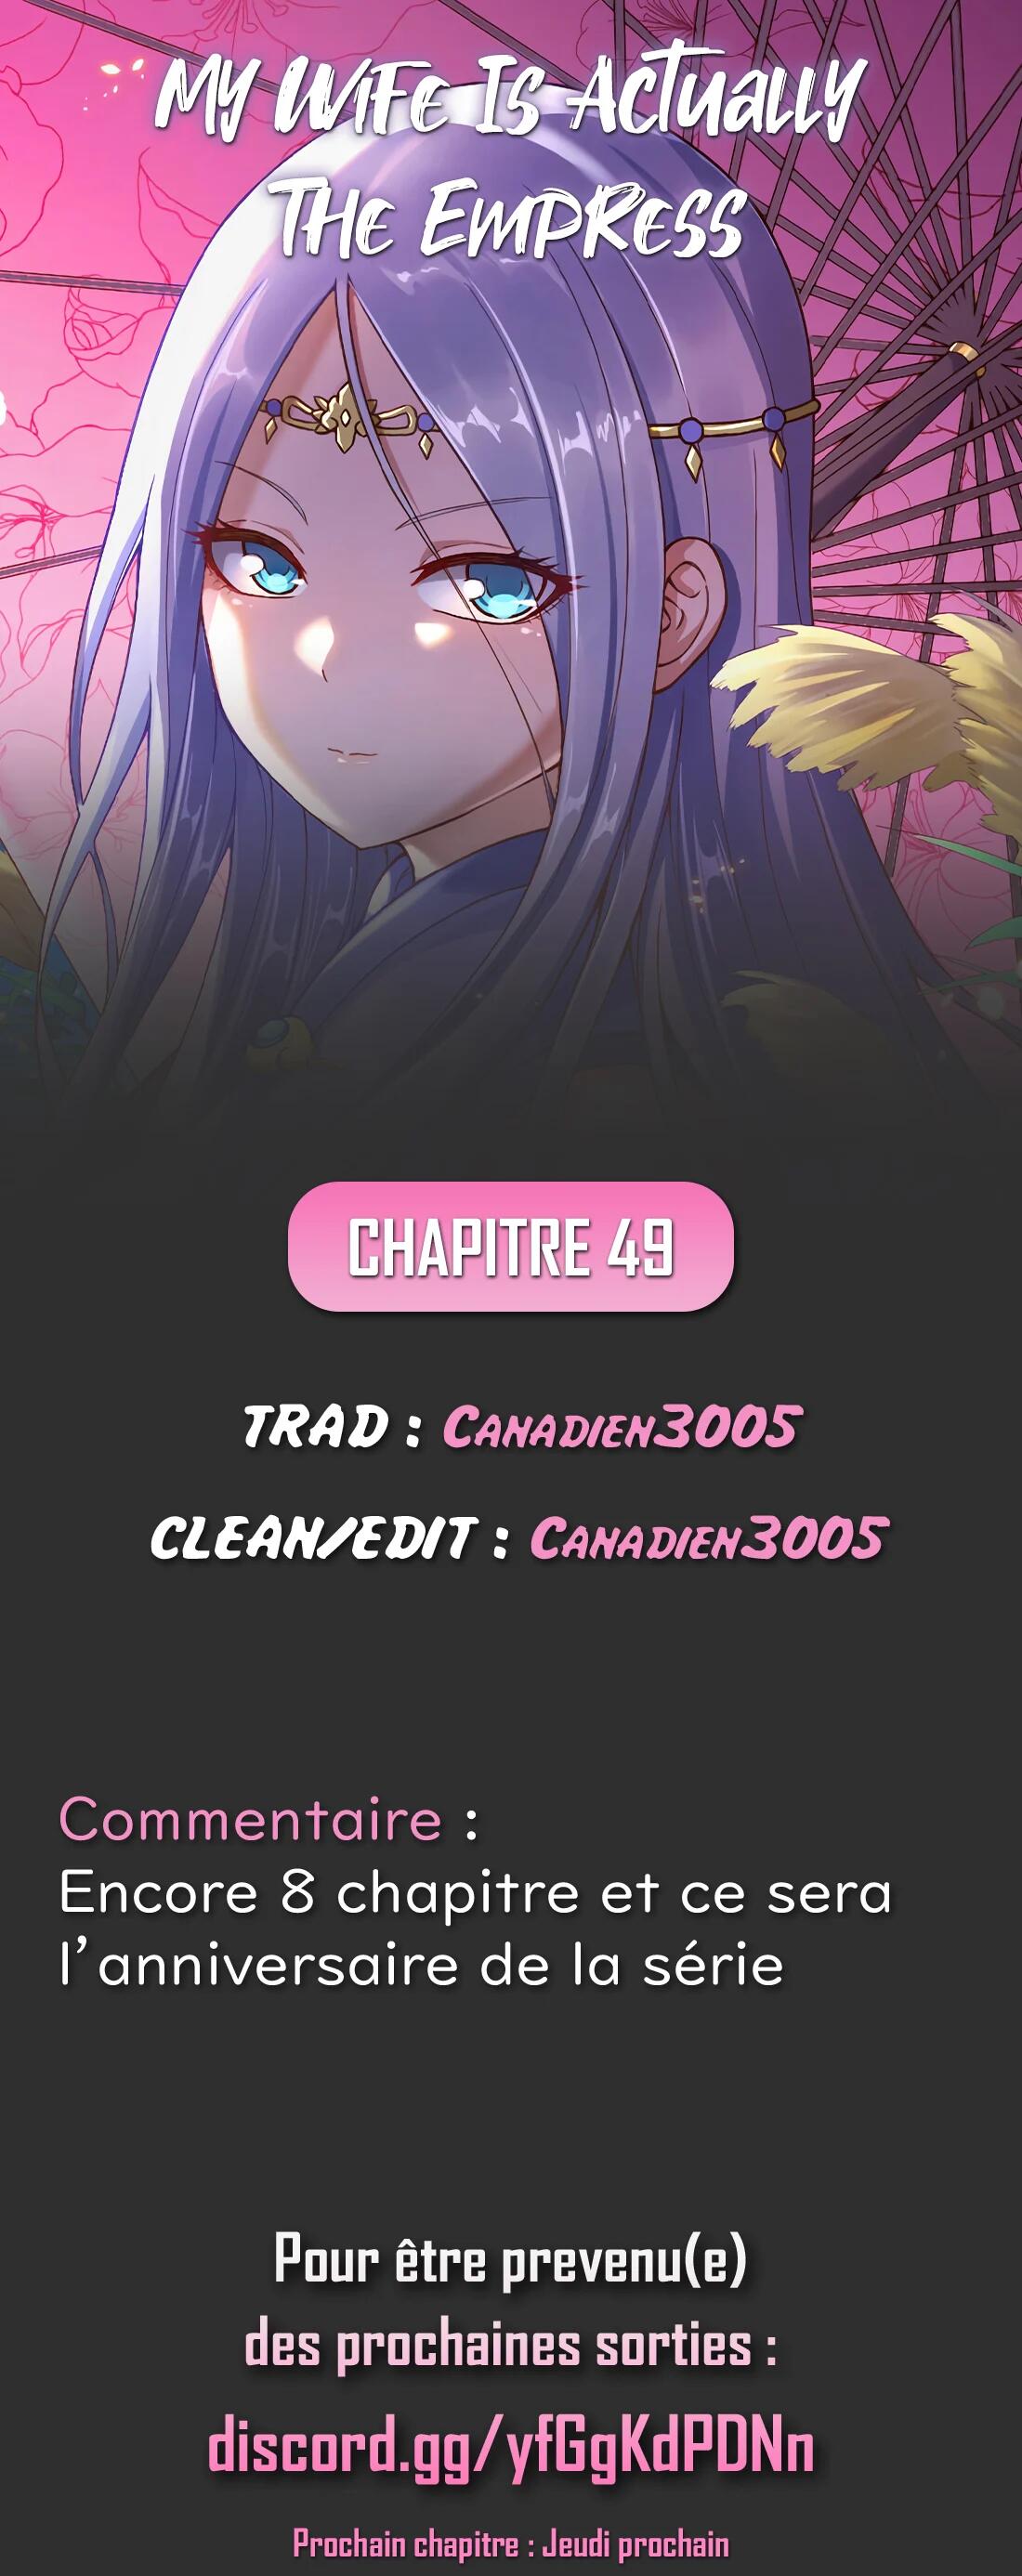 My Wife Is Actually
The Empress
CHAPITRE 49
TRAD : Canadien3005
CLEAN/EDIT : Canadien3005
Commentaire :
Encore 8 chapitre et ce sera
l'anniversaire de la série
Pour être prevenu(e)
des prochaines sorties :
discord.gg/yfGgKdPDNn
Prochain chapitre : Jeudi prochain